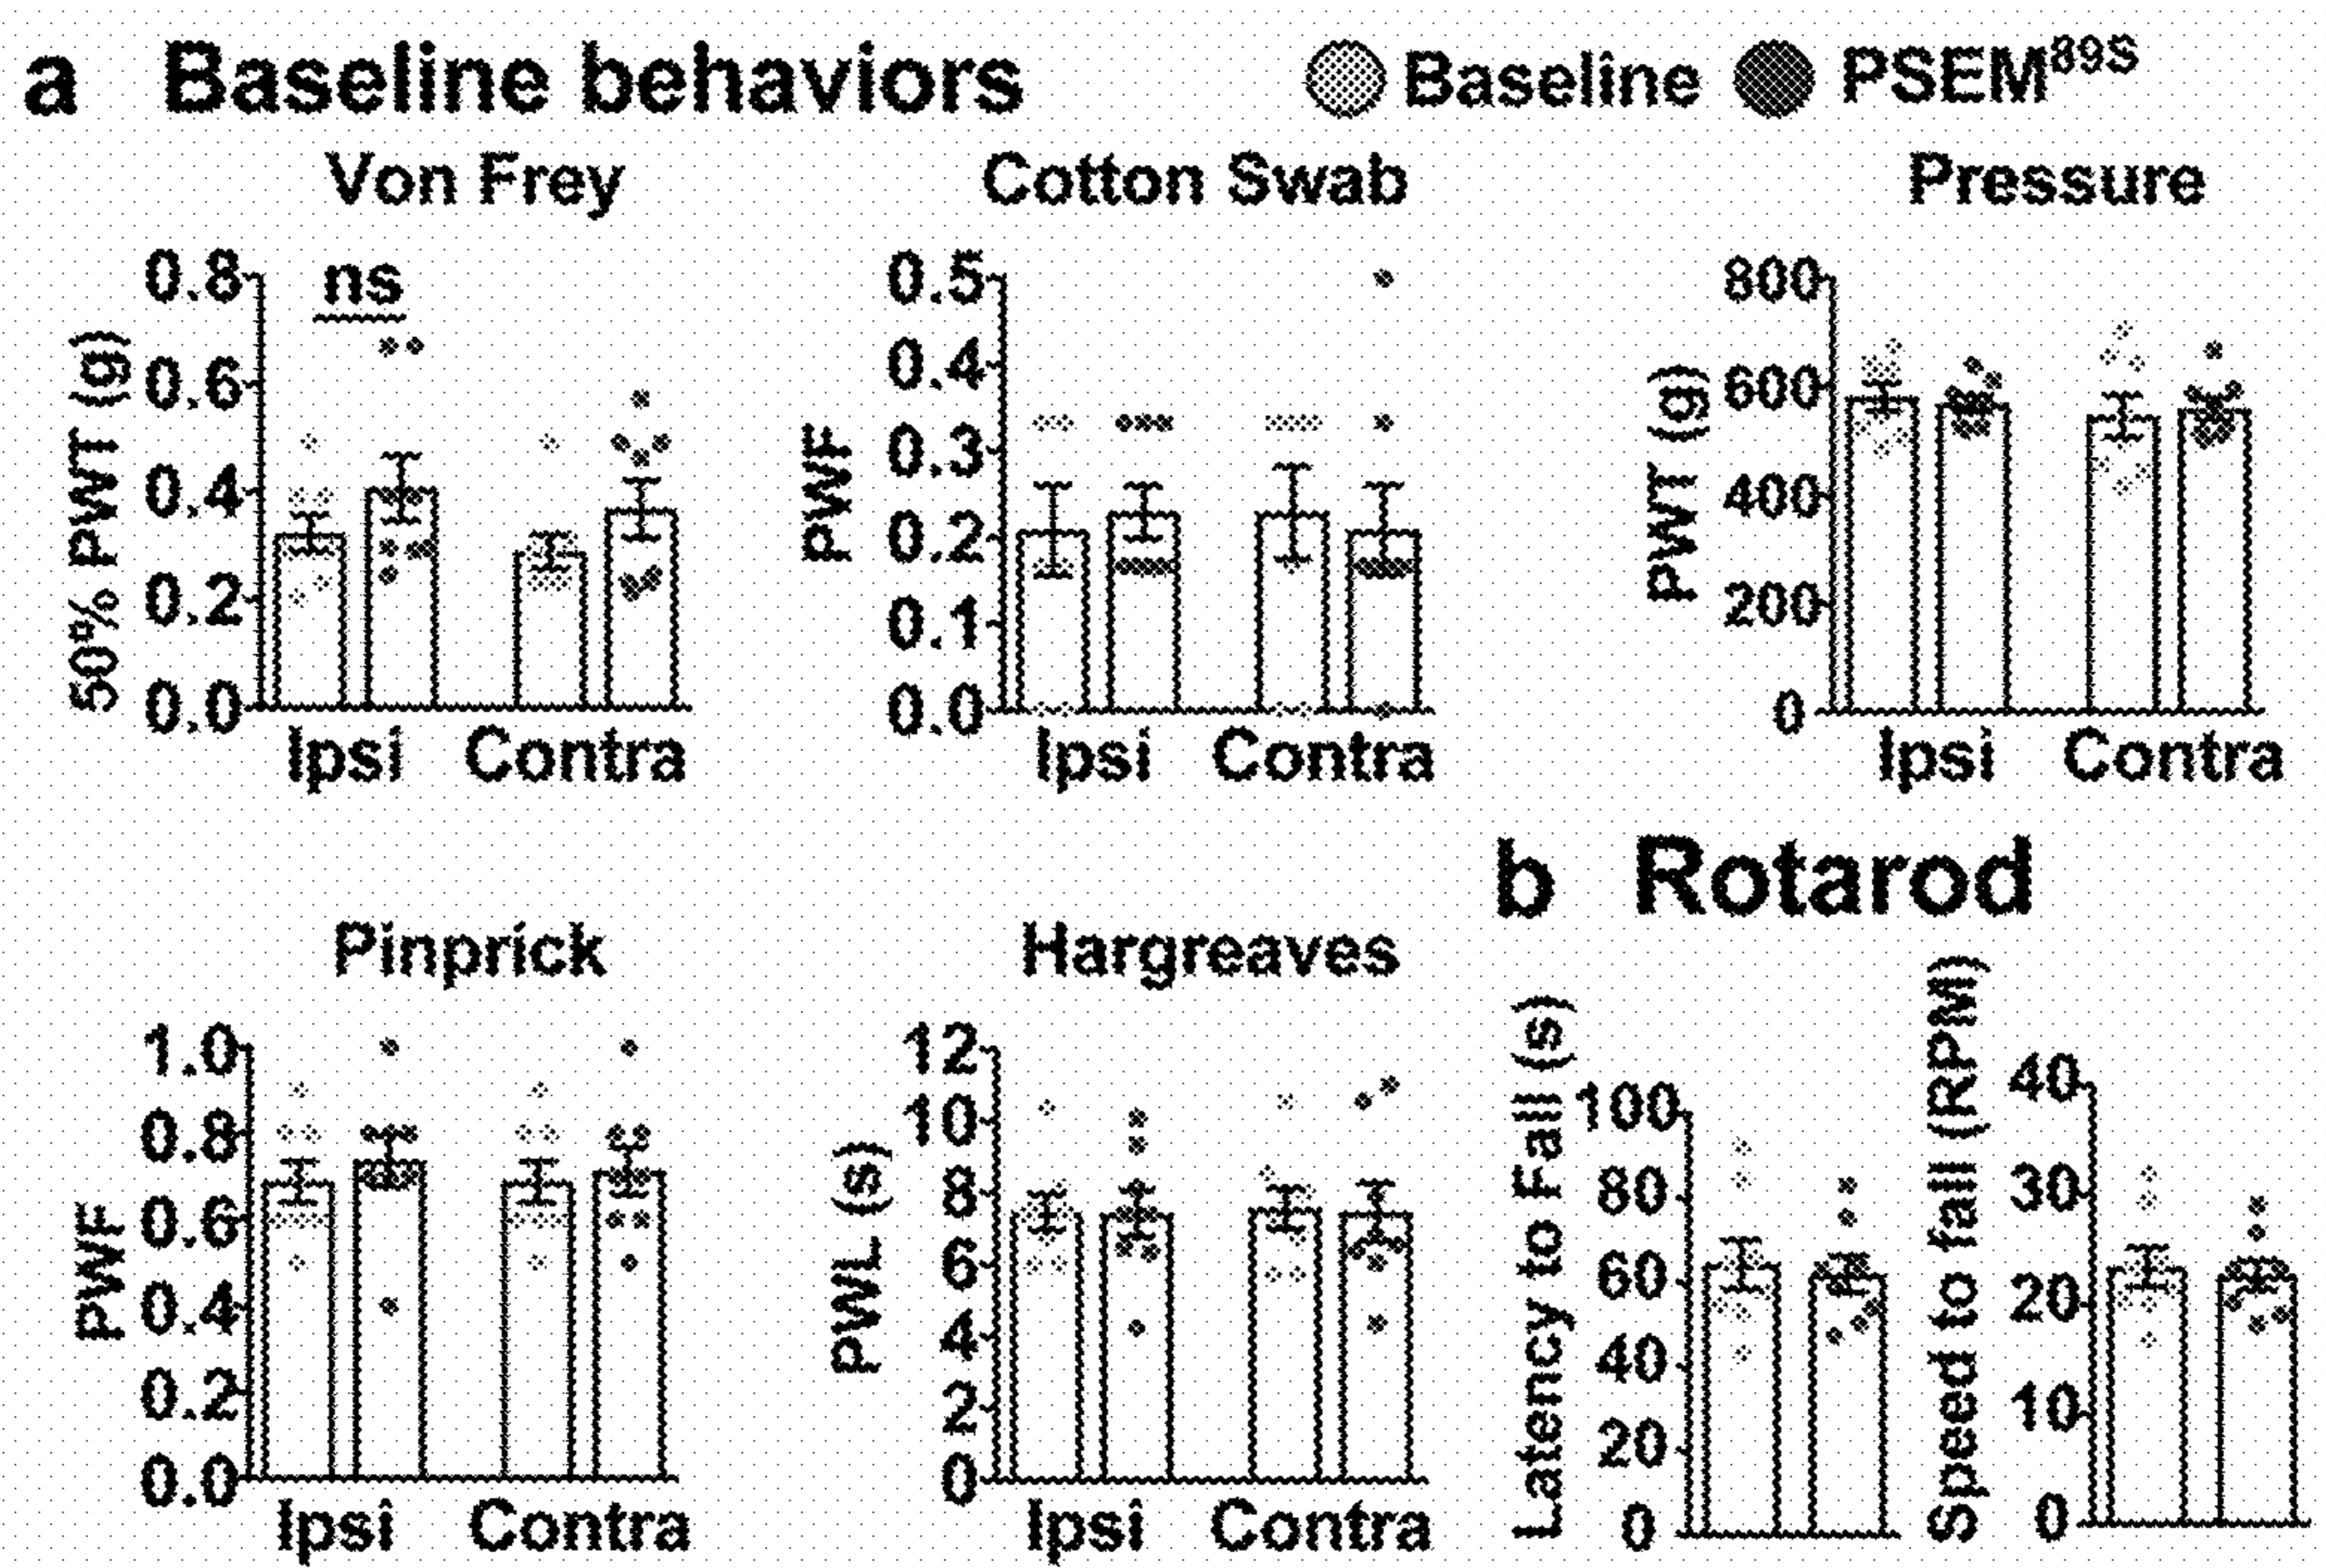 a Baseline behaviors
Baseline PSEM89S
Von Frey
50% PWT (g)
0.8
0.6
0.4
0.2
0.0
ns
Ipsi Contra
Cotton Swab
PWF
0.5
0.4
0.3
0.2
0.1
0.0
Ipsi Contra
Pressure
PWT (g)
800
600
400
200
0
Ipsi Contra
Pinprick
PWF
1.0
0.8
0.6
0.4
0.2
0.0
Ipsi Contra
Hargreaves
PWL (s)
12
10
8
6
4
2
0
Ipsi Contra
b Rotarod
Latency to Fall (s)
100
80
60
40
20
0
Speed to fall (RPM)
40
30
20
10
0